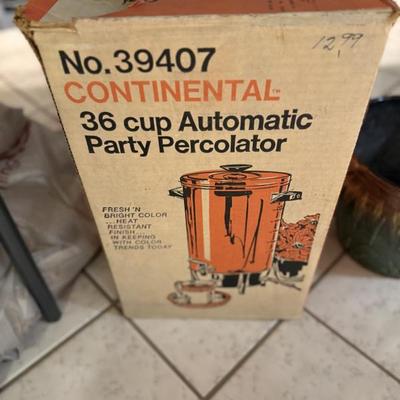 12.99
No. 39407
CONTINENTAL™
36 cup Automatic
Party Percolator
FRESH 'N
BRIGHT COLOR
...HEAT
RESISTANT
FINISH...
IN KEEPING
WITH COLOR
TRENDS TODAY